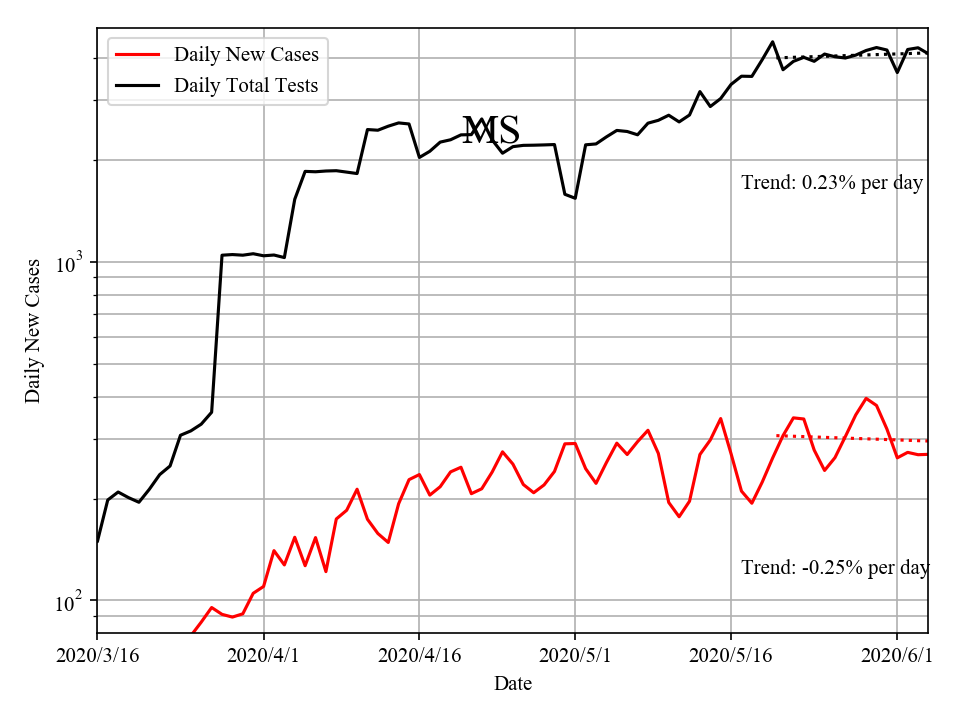 Daily New Cases
Daily Total Tests
MS
Trend: 0.23% per day
Trend: -0.25% per day
Daily New Cases
10³
10²
2020/3/16 2020/4/1 2020/4/16 2020/5/1 2020/5/16 2020/6/1
Date